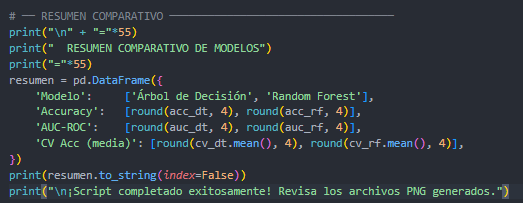 # —— RESUMEN COMPARATIVO ————————————————————————————
print("\n" + "="*55)
print("  RESUMEN COMPARATIVO DE MODELOS")
print("="*55)
resumen = pd.DataFrame({
    'Modelo':     ['Árbol de Decisión', 'Random Forest'],
    'Accuracy':   [round(acc_dt, 4), round(acc_rf, 4)],
    'AUC-ROC':    [round(auc_dt, 4), round(auc_rf, 4)],
    'CV Acc (media)': [round(cv_dt.mean(), 4), round(cv_rf.mean(), 4)],
})
print(resumen.to_string(index=False))
print("\n¡Script completado exitosamente! Revisa los archivos PNG generados.")